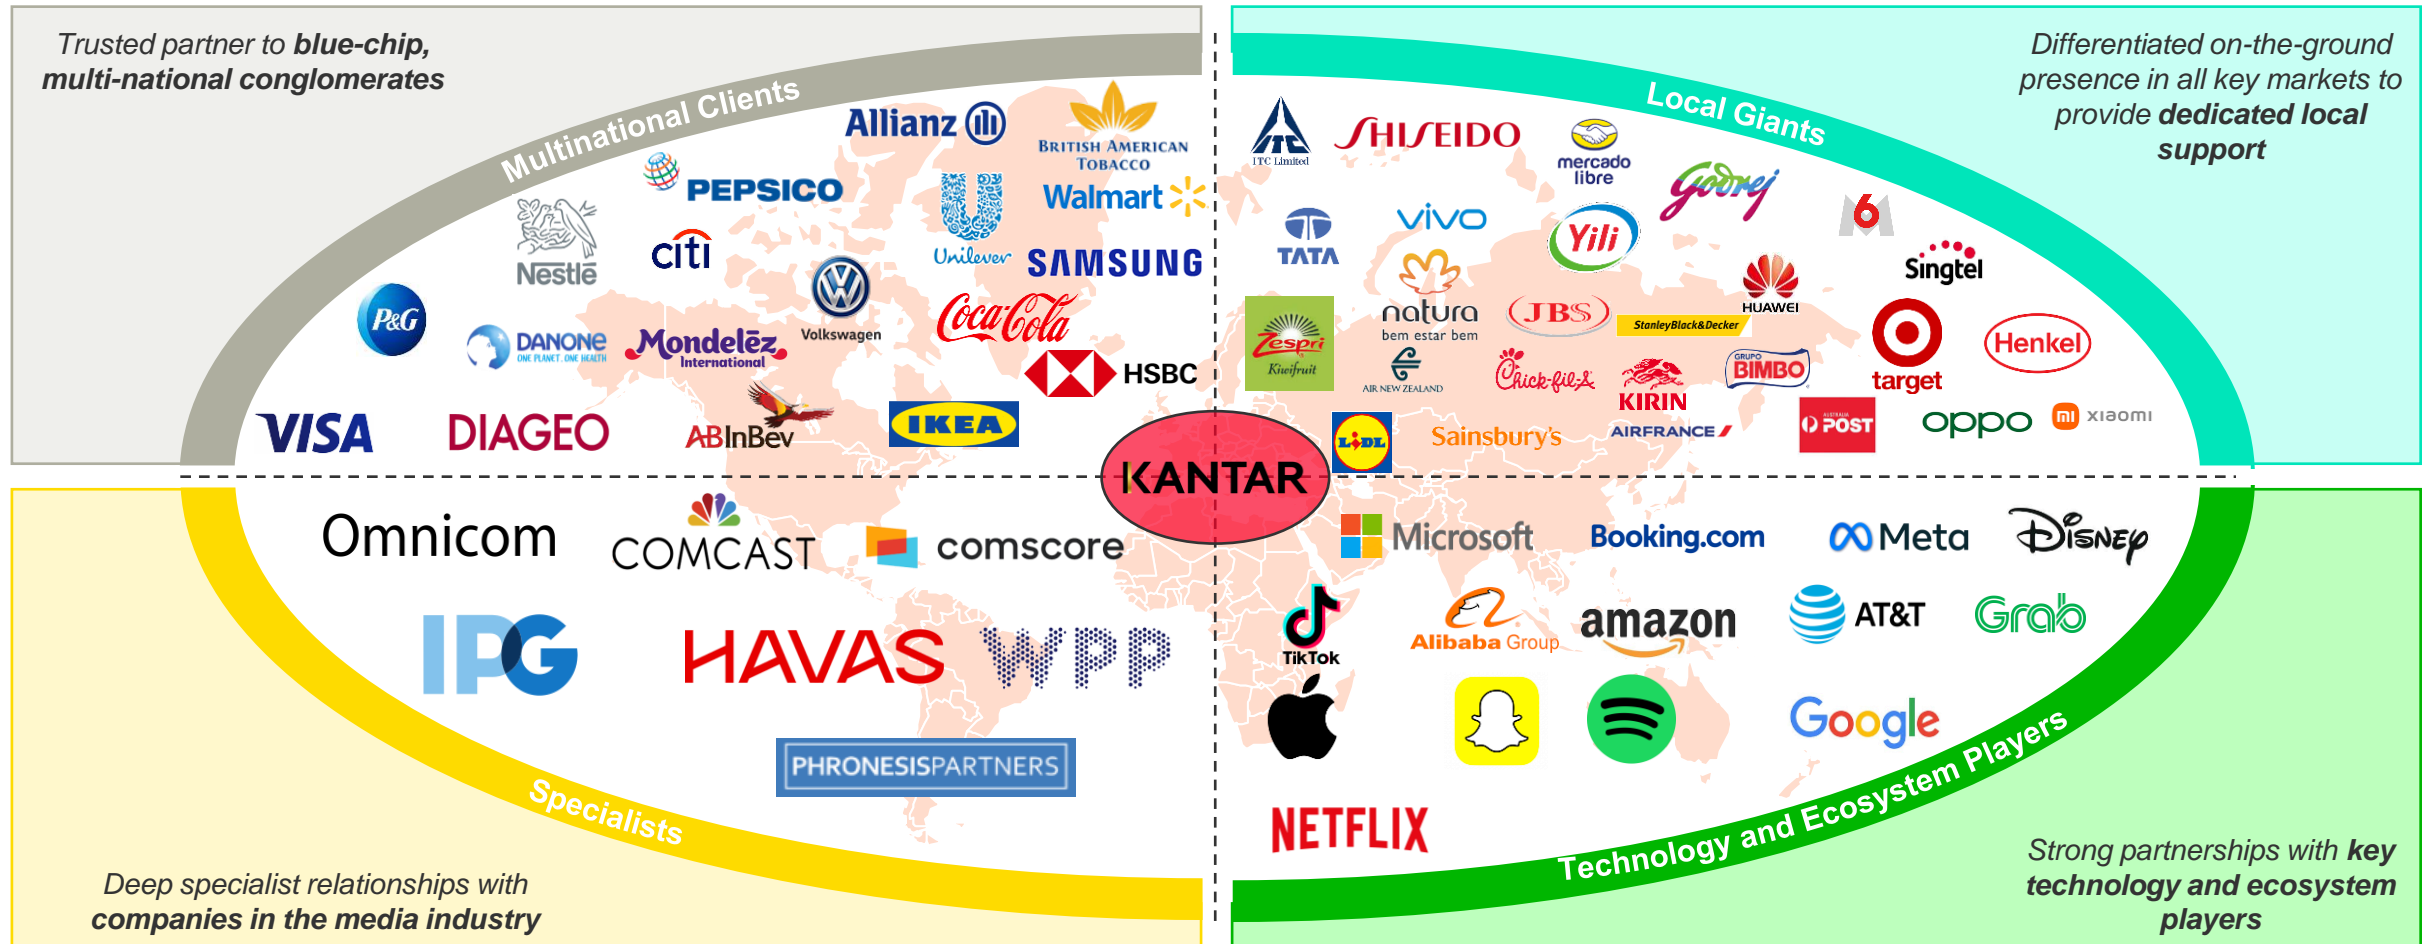 Trusted partner to blue-chip,
multi-national conglomerates
Multinational Clients
Allianz
BRITISH AMERICAN
TOBACCO
PEPSICO
Walmart
Nestlé
citi
Unilever
SAMSUNG
P&G
DANONE
ONE PLANET. ONE HEALTH
Mondelēz
International
Volkswagen
Coca-Cola
HSBC
VISA
DIAGEO
ABInBev
IKEA
Differentiated on-the-ground
presence in all key markets to
provide dedicated local
support
Local Giants
ITC
ITC Limited
SHISEIDO
mercado
libre
Godrej
M6
TATA
vivo
Yili
Singtel
Zespri
Kiwifruit
natura
bem estar bem
JBS
HUAWEI
StanleyBlack&Decker
target
Henkel
AIR NEW ZEALAND
Chick-fil-A
KIRIN
GRUPO
BIMBO
LIDL
Sainsbury's
AIRFRANCE
AUSTRALIA
POST
oppo
mi xiaomi
KANTAR
Omnicom
COMCAST
comscore
IPG
HAVAS
WPP
PHRONESISPARTNERS
Specialists
Deep specialist relationships with
companies in the media industry
Microsoft
Booking.com
Meta
Disney
TikTok
Alibaba Group
amazon
AT&T
Grab
Google
NETFLIX
Technology and Ecosystem Players
Strong partnerships with key
technology and ecosystem
players